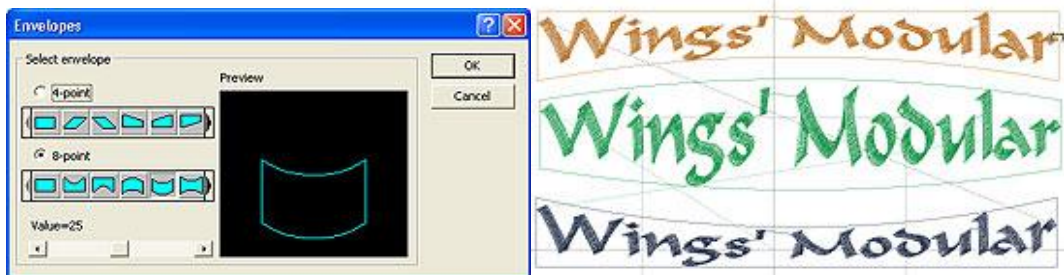 Envelopes
Select envelope
4-point
8-point
Value=25
Preview
OK
Cancel
Wings' Modular
Wings' Modular
Wings' Modular